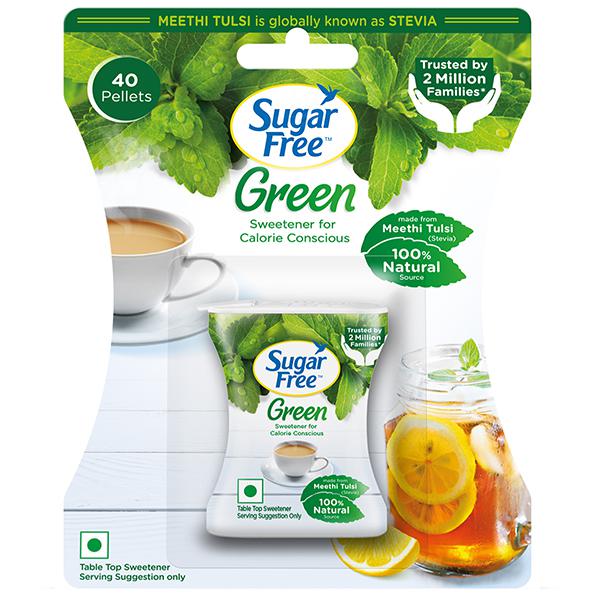 MEETHI TULSI is globally known as STEVIA
40
Pellets
Trusted by
2 Million
Families*
Sugar
Free™
Green
Sweetener for
Calorie Conscious
made from
Meethi Tulsi
(Stevia)
100%
Natural
Source
Trusted by
2 Million
Families*
Sugar
Free™
Green
Sweetener for
Calorie Conscious
made from
Meethi Tulsi
(Stevia)
100%
Natural
Source
Table Top Sweetener
Serving Suggestion Only
Table Top Sweetener
Serving Suggestion only